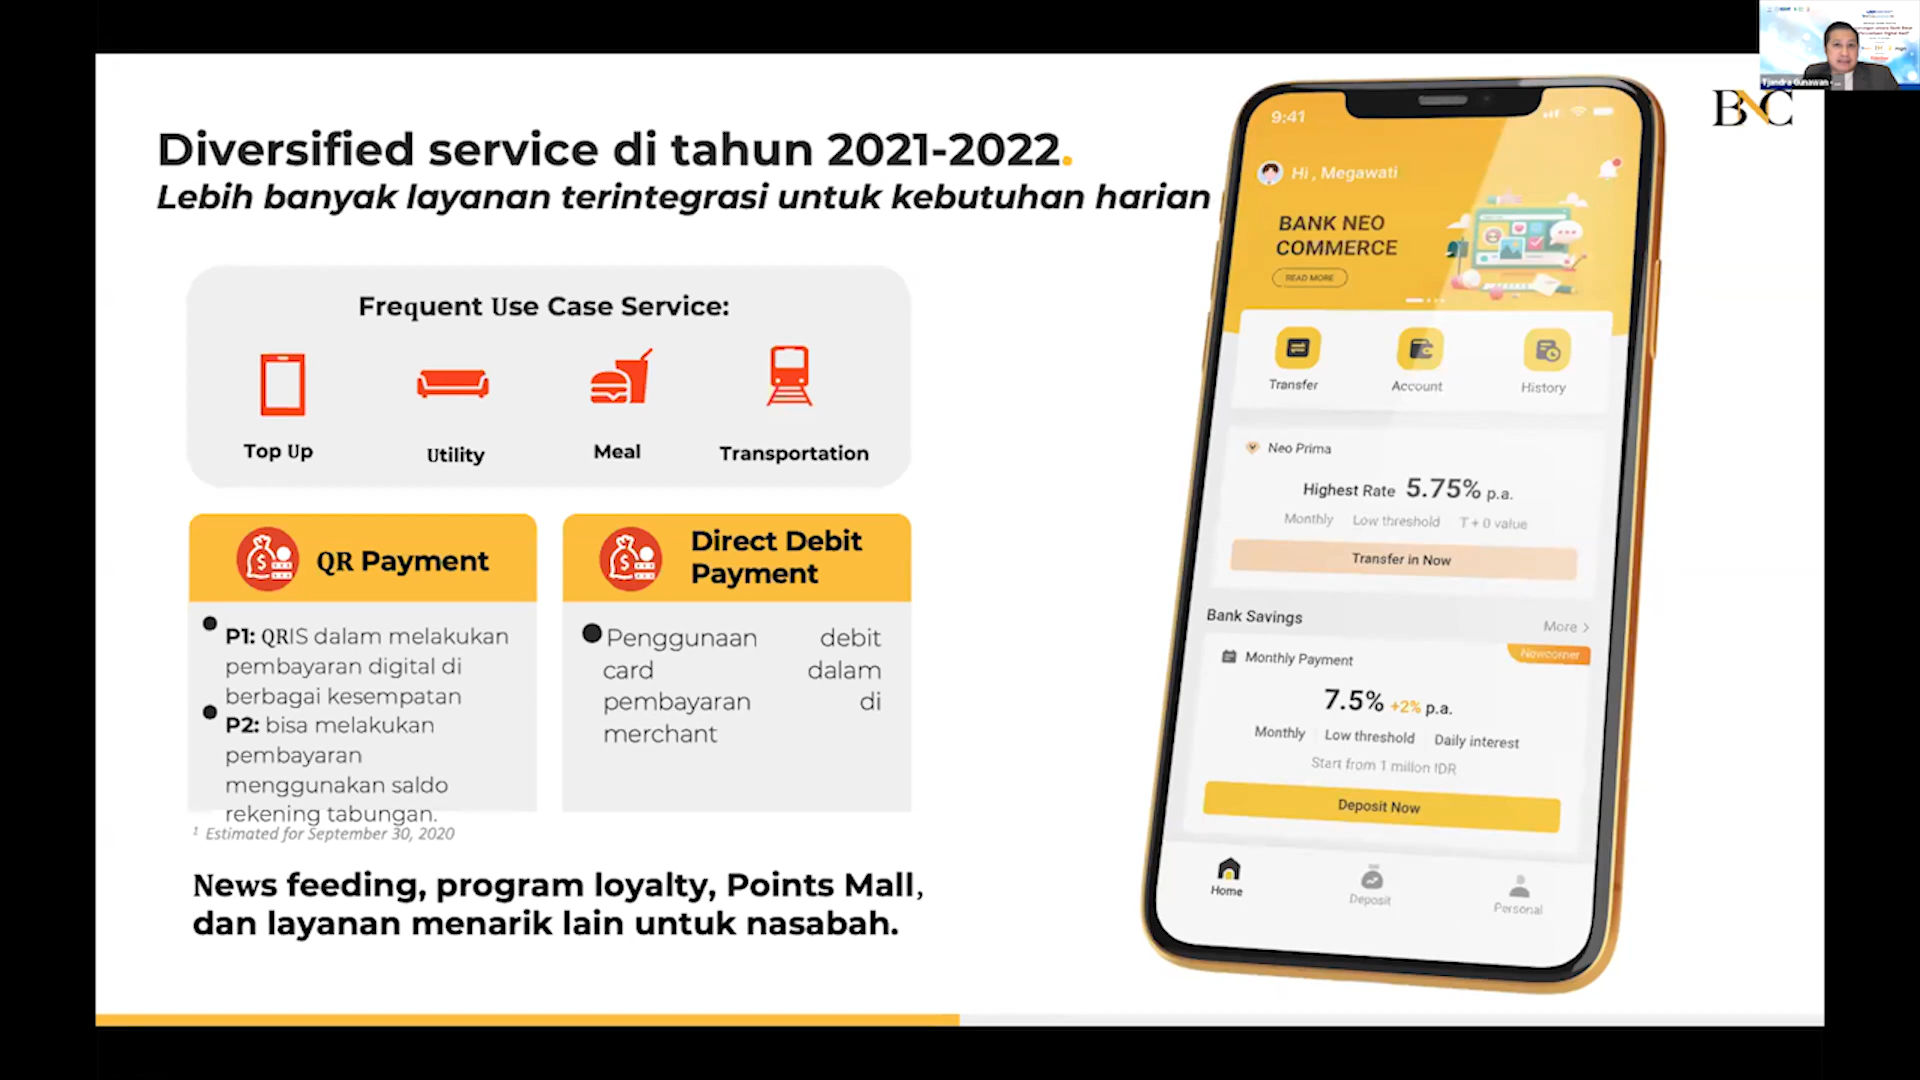 Diversified service di tahun 2021-2022.
Lebih banyak layanan terintegrasi untuk kebutuhan harian
Frequent Use Case Service:
Top Up
Utility
Meal
Transportation
QR Payment
P1: QRIS dalam melakukan
pembayaran digital di
berbagai kesempatan
P2: bisa melakukan
pembayaran
menggunakan saldo
rekening tabungan.
Direct Debit
Payment
Penggunaan debit
card dalam
pembayaran di
merchant
1 Estimated for September 30, 2020
News feeding, program loyalty, Points Mall,
dan layanan menarik lain untuk nasabah.
9:41
Hi , Megawati
BANK NEO
COMMERCE
READ MORE
Transfer
Account
History
Neo Prima
Highest Rate 5.75% p.a.
Monthly Low threshold T + 0 value
Transfer in Now
Bank Savings
More >
Newcomer
Monthly Payment
7.5% +2% p.a.
Monthly Low threshold Daily interest
Start from 1 millon IDR
Deposit Now
Home
Deposit
Personal
BNC
Tjandra Gunawan